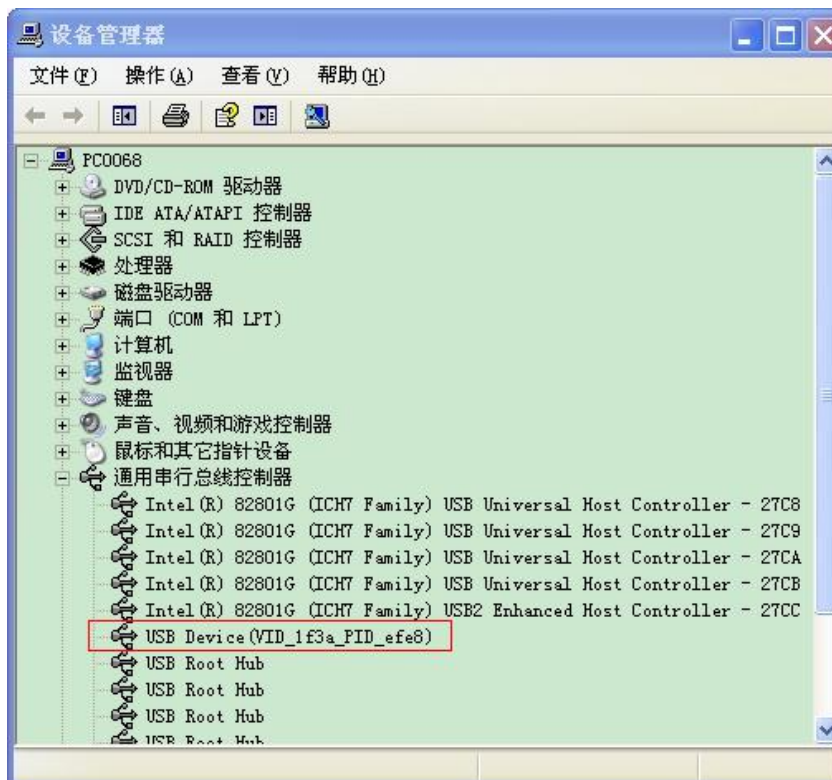 设备管理器
文件(F) 操作(A) 查看(V) 帮助(H)
PC0068
DVD/CD-ROM 驱动器
IDE ATA/ATAPI 控制器
SCSI 和 RAID 控制器
处理器
磁盘驱动器
端口 (COM 和 LPT)
计算机
监视器
键盘
声音、视频和游戏控制器
鼠标和其它指针设备
通用串行总线控制器
Intel(R) 82801G (ICH7 Family) USB Universal Host Controller - 27C8
Intel(R) 82801G (ICH7 Family) USB Universal Host Controller - 27C9
Intel(R) 82801G (ICH7 Family) USB Universal Host Controller - 27CA
Intel(R) 82801G (ICH7 Family) USB Universal Host Controller - 27CB
Intel(R) 82801G (ICH7 Family) USB2 Enhanced Host Controller - 27CC
USB Device(VID_1f3a_PID_efe8)
USB Root Hub
USB Root Hub
USB Root Hub
USB Root Hub